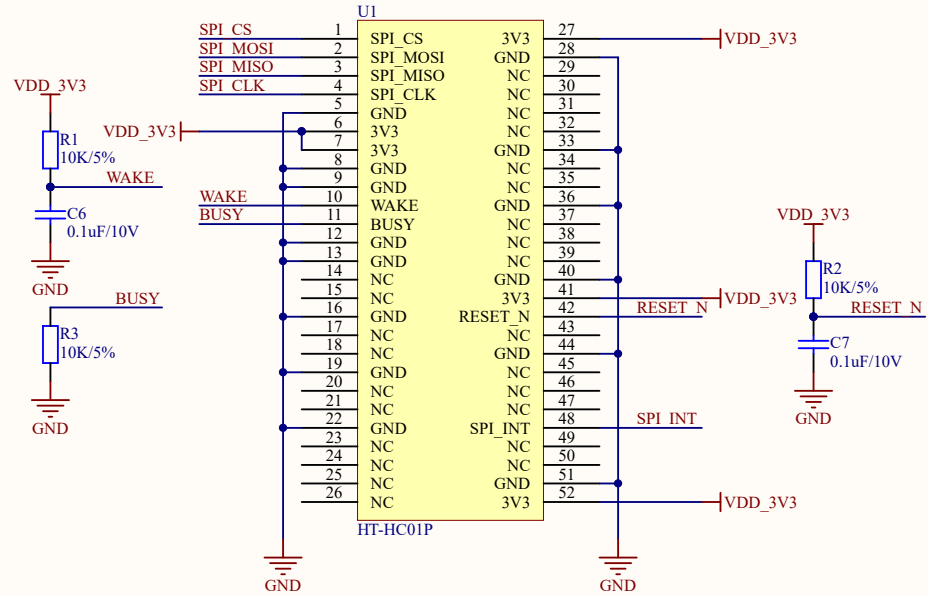 U1
SPI_CS 1 SPI_CS 3V3 27 VDD_3V3
SPI_MOSI 2 SPI_MOSI GND 28
SPI_MISO 3 SPI_MISO NC 29
SPI_CLK 4 SPI_CLK NC 30
5 GND NC 31
VDD_3V3 6 3V3 NC 32
7 3V3 GND 33
8 GND NC 34
9 GND NC 35
WAKE 10 WAKE GND 36
BUSY 11 BUSY NC 37
12 GND NC 38
13 GND NC 39
14 NC GND 40
15 NC 3V3 41 VDD_3V3
16 GND RESET_N 42 RESET_N
17 NC NC 43
18 NC GND 44
19 GND NC 45
20 NC NC 46
21 NC NC 47
22 GND SPI_INT 48 SPI_INT
23 NC NC 49
24 NC NC 50
25 NC GND 51
26 NC 3V3 52 VDD_3V3
HT-HC01P
GND
GND
VDD_3V3
R1
10K/5%
WAKE
C6
0.1uF/10V
GND
BUSY
R3
10K/5%
GND
VDD_3V3
R2
10K/5%
RESET_N
C7
0.1uF/10V
GND